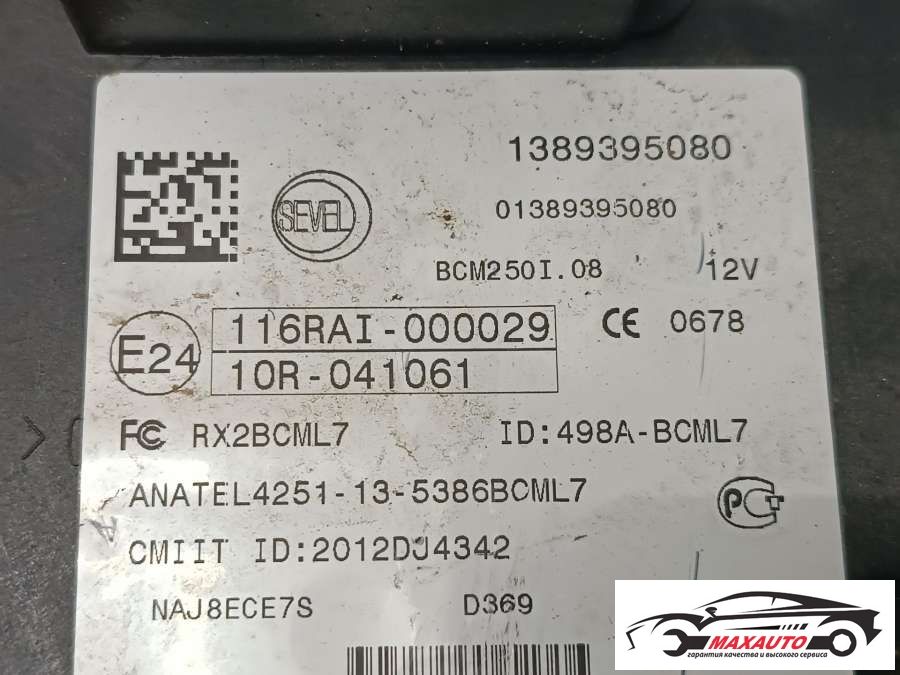 1389395080
SEVEL
01389395080
BCM250I.08 12V
E24
116RAI-000029
10R-041061
CE 0678
FC RX2BCML7 ID:498A-BCML7
ANATEL4251-13-5386BCML7
PCT
CMIIT ID:2012DJ4342
NAJ8ECE7S D369
MAXAUTO
гарантия качества и высокого сервиса